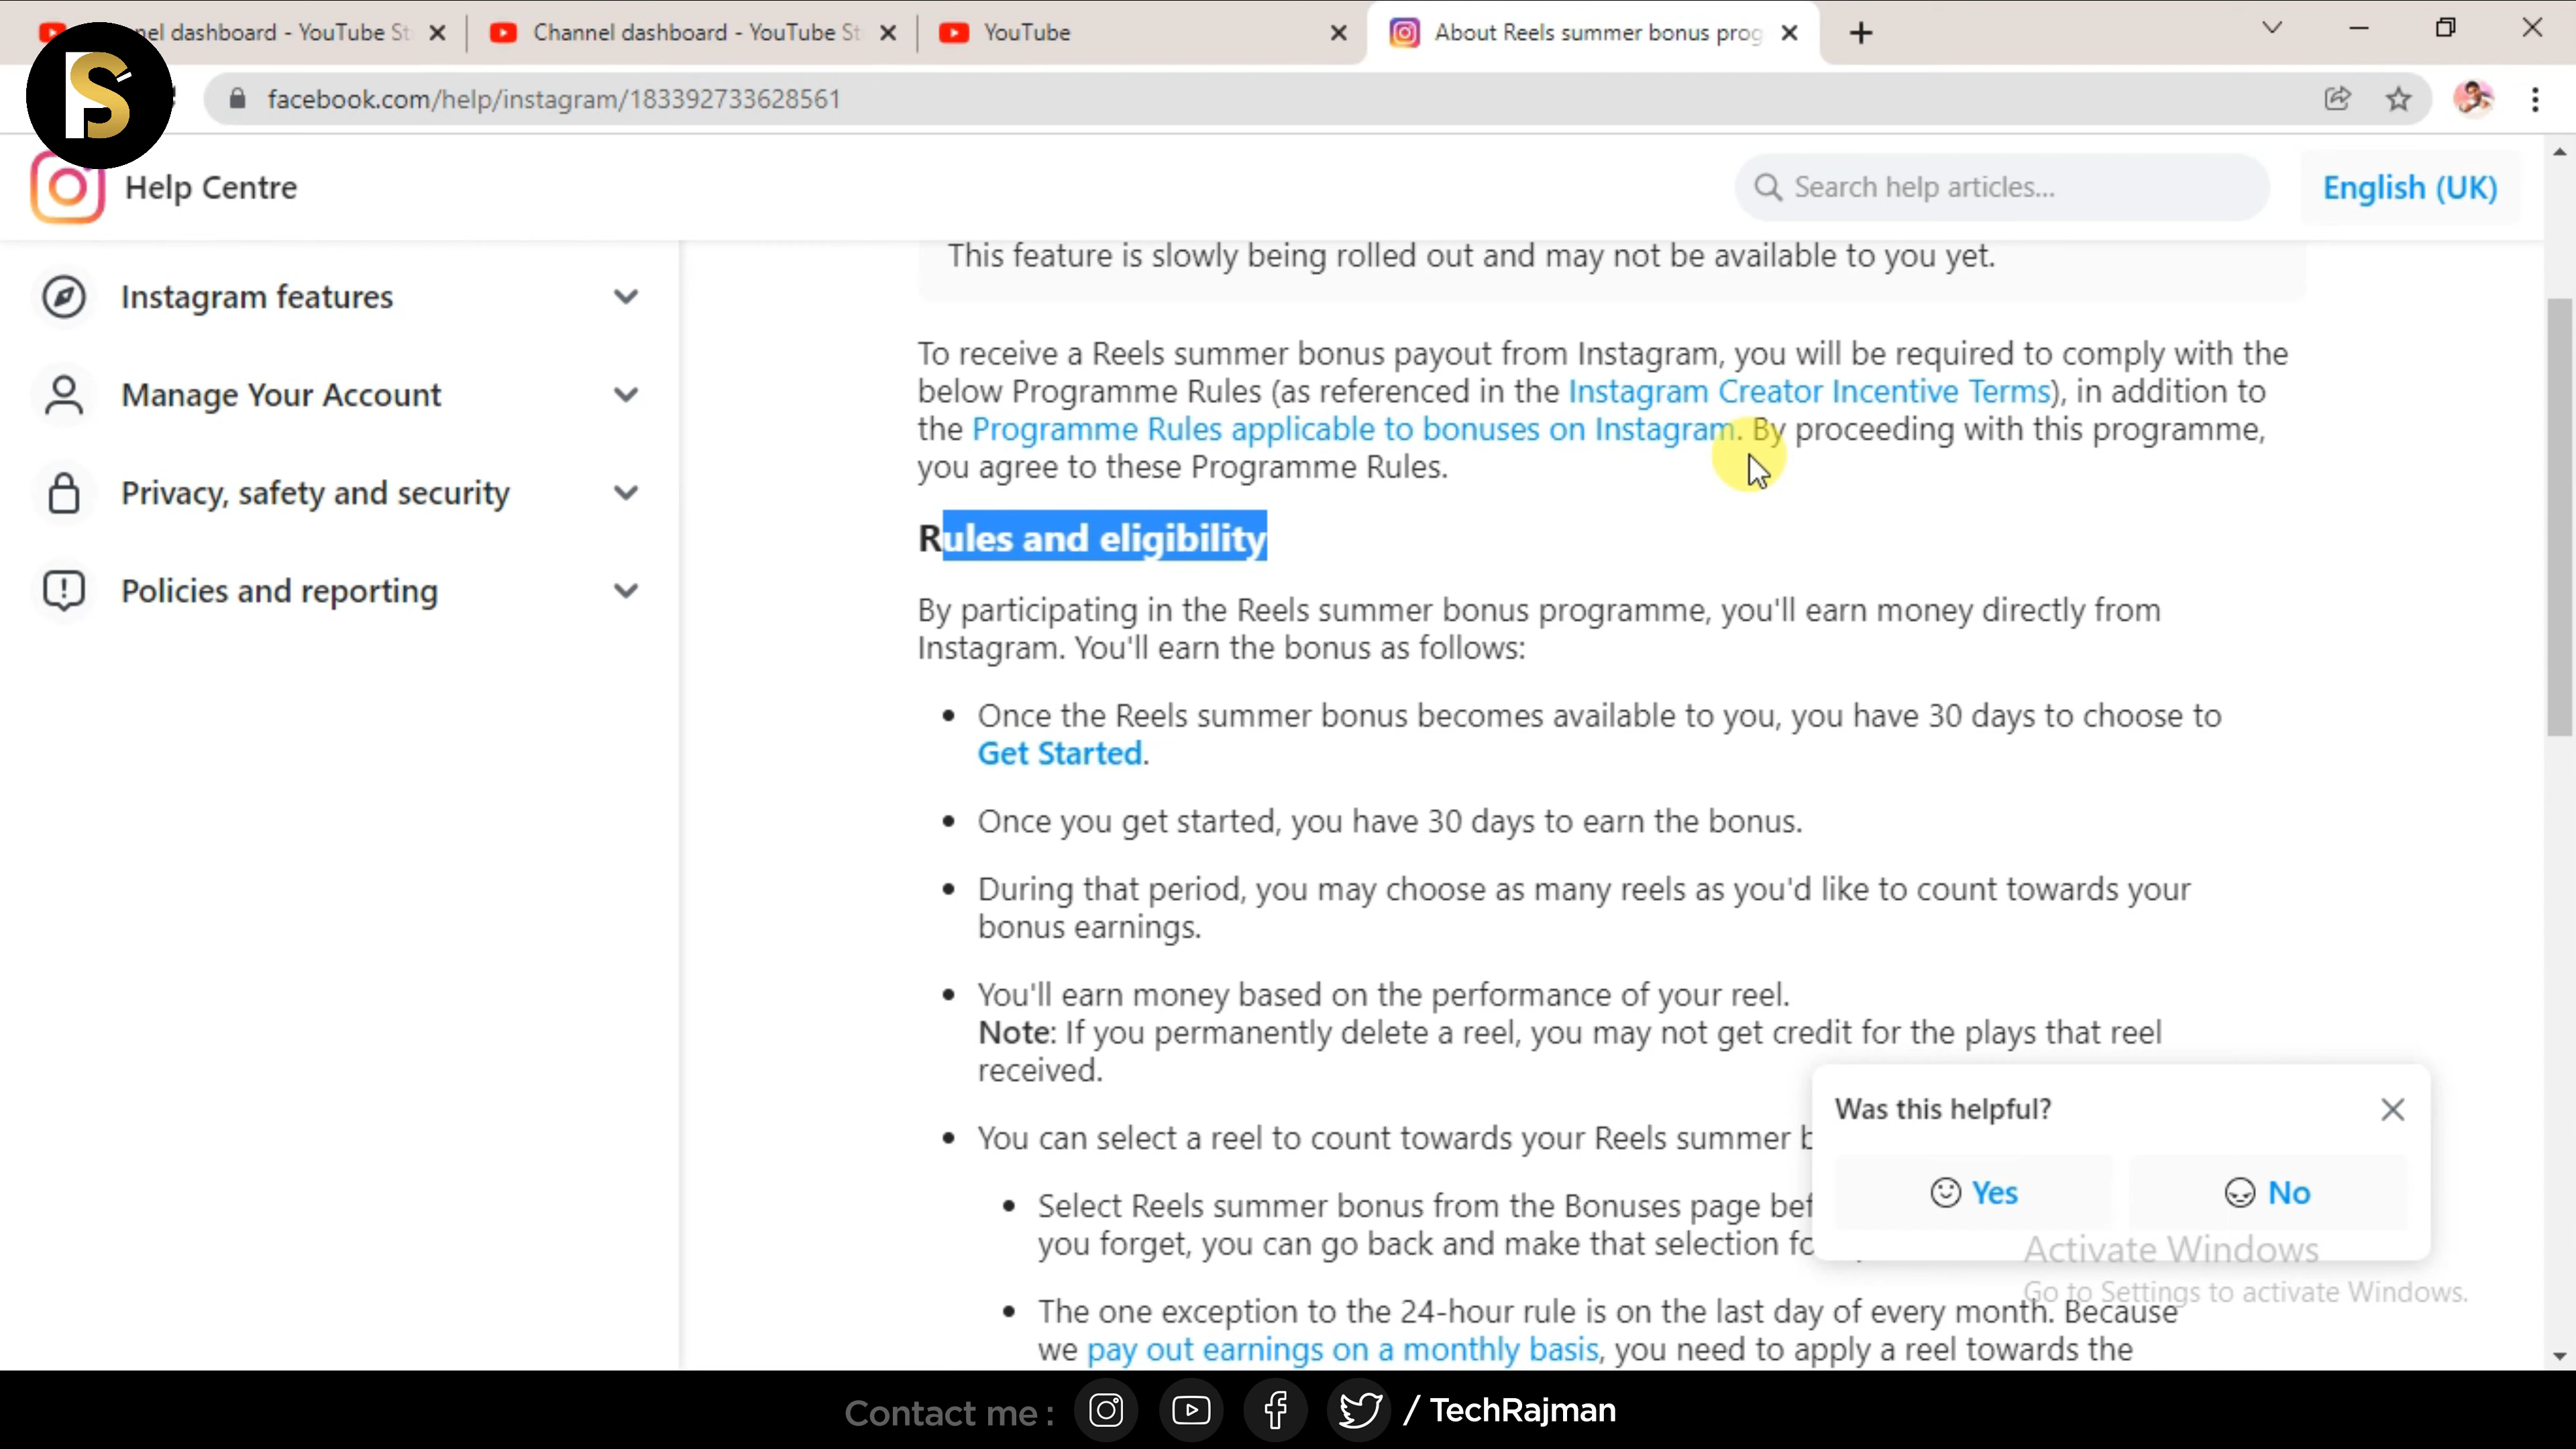 nel dashboard - YouTube St
Channel dashboard - YouTube St
YouTube
About Reels summer bonus prog
PS
facebook.com/help/instagram/183392733628561
Help Centre
Search help articles...
English (UK)
Instagram features
Manage Your Account
Privacy, safety and security
Policies and reporting
This feature is slowly being rolled out and may not be available to you yet.
To receive a Reels summer bonus payout from Instagram, you will be required to comply with the
below Programme Rules (as referenced in the Instagram Creator Incentive Terms), in addition to
the Programme Rules applicable to bonuses on Instagram. By proceeding with this programme,
you agree to these Programme Rules.
Rules and eligibility
By participating in the Reels summer bonus programme, you'll earn money directly from
Instagram. You'll earn the bonus as follows:
• Once the Reels summer bonus becomes available to you, you have 30 days to choose to
Get Started.
• Once you get started, you have 30 days to earn the bonus.
• During that period, you may choose as many reels as you'd like to count towards your
bonus earnings.
• You'll earn money based on the performance of your reel.
Note: If you permanently delete a reel, you may not get credit for the plays that reel
received.
• You can select a reel to count towards your Reels summer
• Select Reels summer bonus from the Bonuses page bef
you forget, you can go back and make that selection fo
• The one exception to the 24-hour rule is on the last day of every month. Because
we pay out earnings on a monthly basis, you need to apply a reel towards the
Was this helpful?
Yes
No
Activate Windows
Go to Settings to activate Windows.
Contact me : / TechRajman